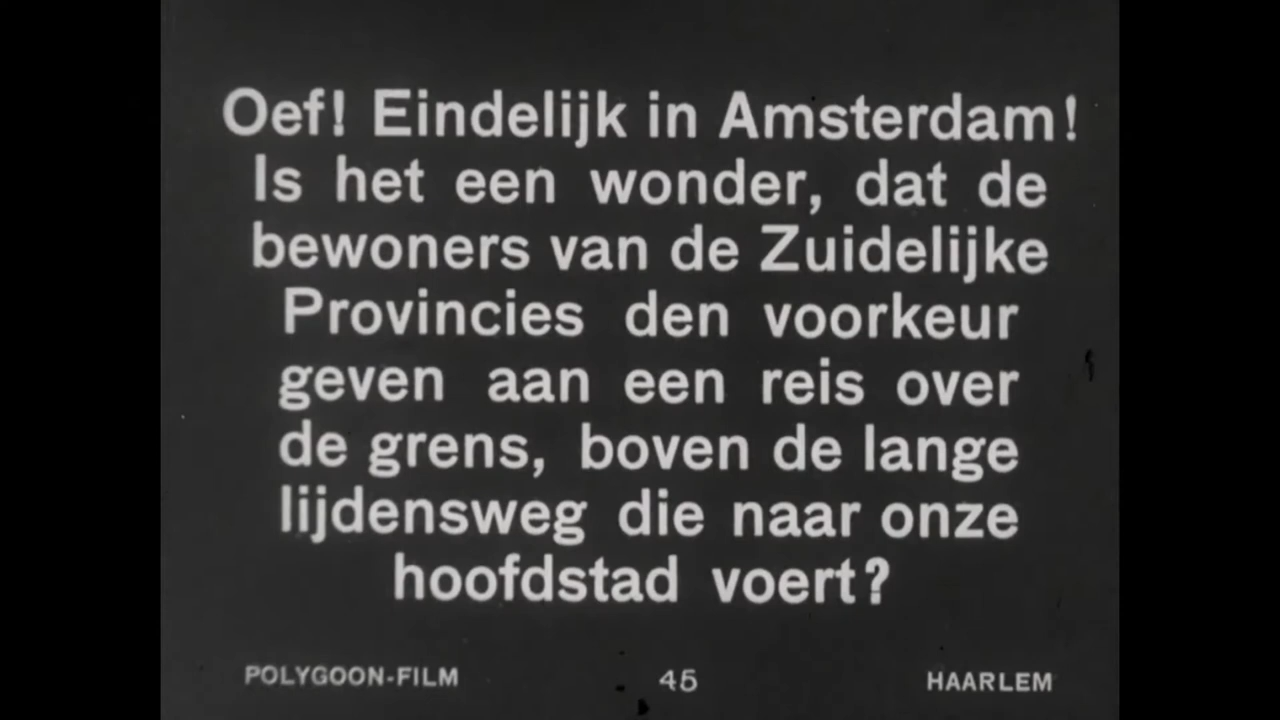 Oef! Eindelijk in Amsterdam!
Is het een wonder, dat de
bewoners van de Zuidelijke
Provincies den voorkeur
geven aan een reis over
de grens, boven de lange
lijdensweg die naar onze
hoofdstad voert?
POLYGOON-FILM 45 HAARLEM